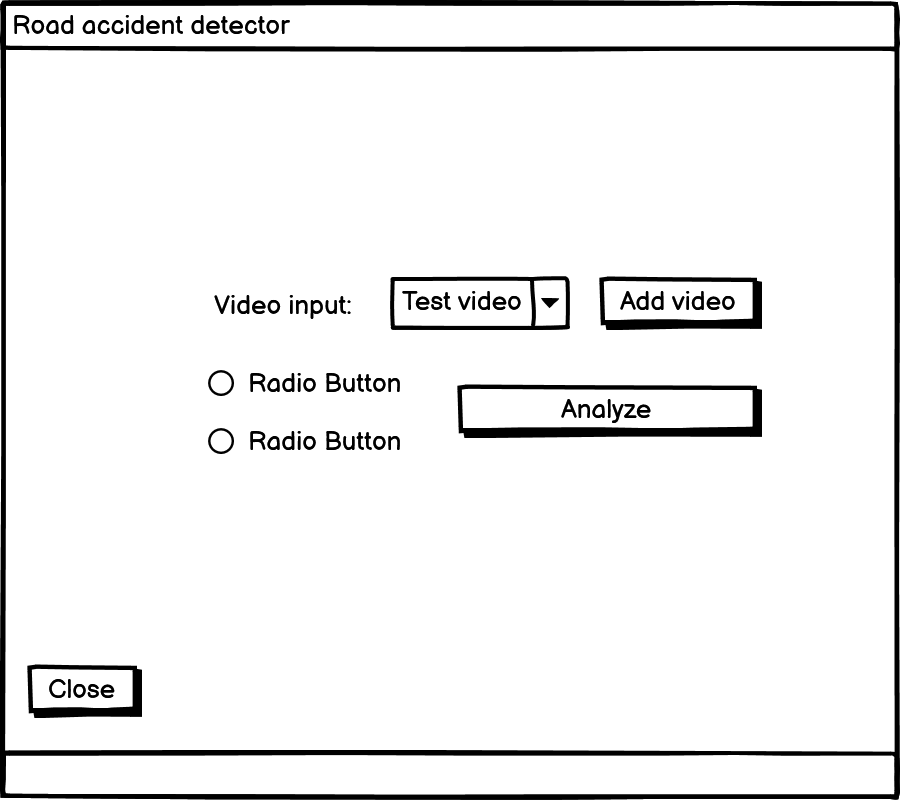 Road accident detector
Video input: Test video Add video
Radio Button
Analyze
Radio Button
Close